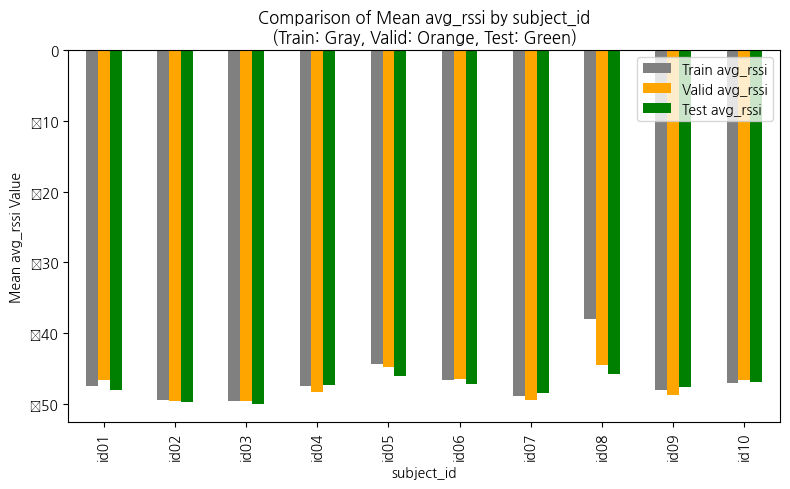 Comparison of Mean avg_rssi by subject_id
(Train: Gray, Valid: Orange, Test: Green)
Train avg_rssi
Valid avg_rssi
Test avg_rssi
Mean avg_rssi Value
0
10
20
30
40
50
id01
id02
id03
id04
id05
id06
id07
id08
id09
id10
subject_id